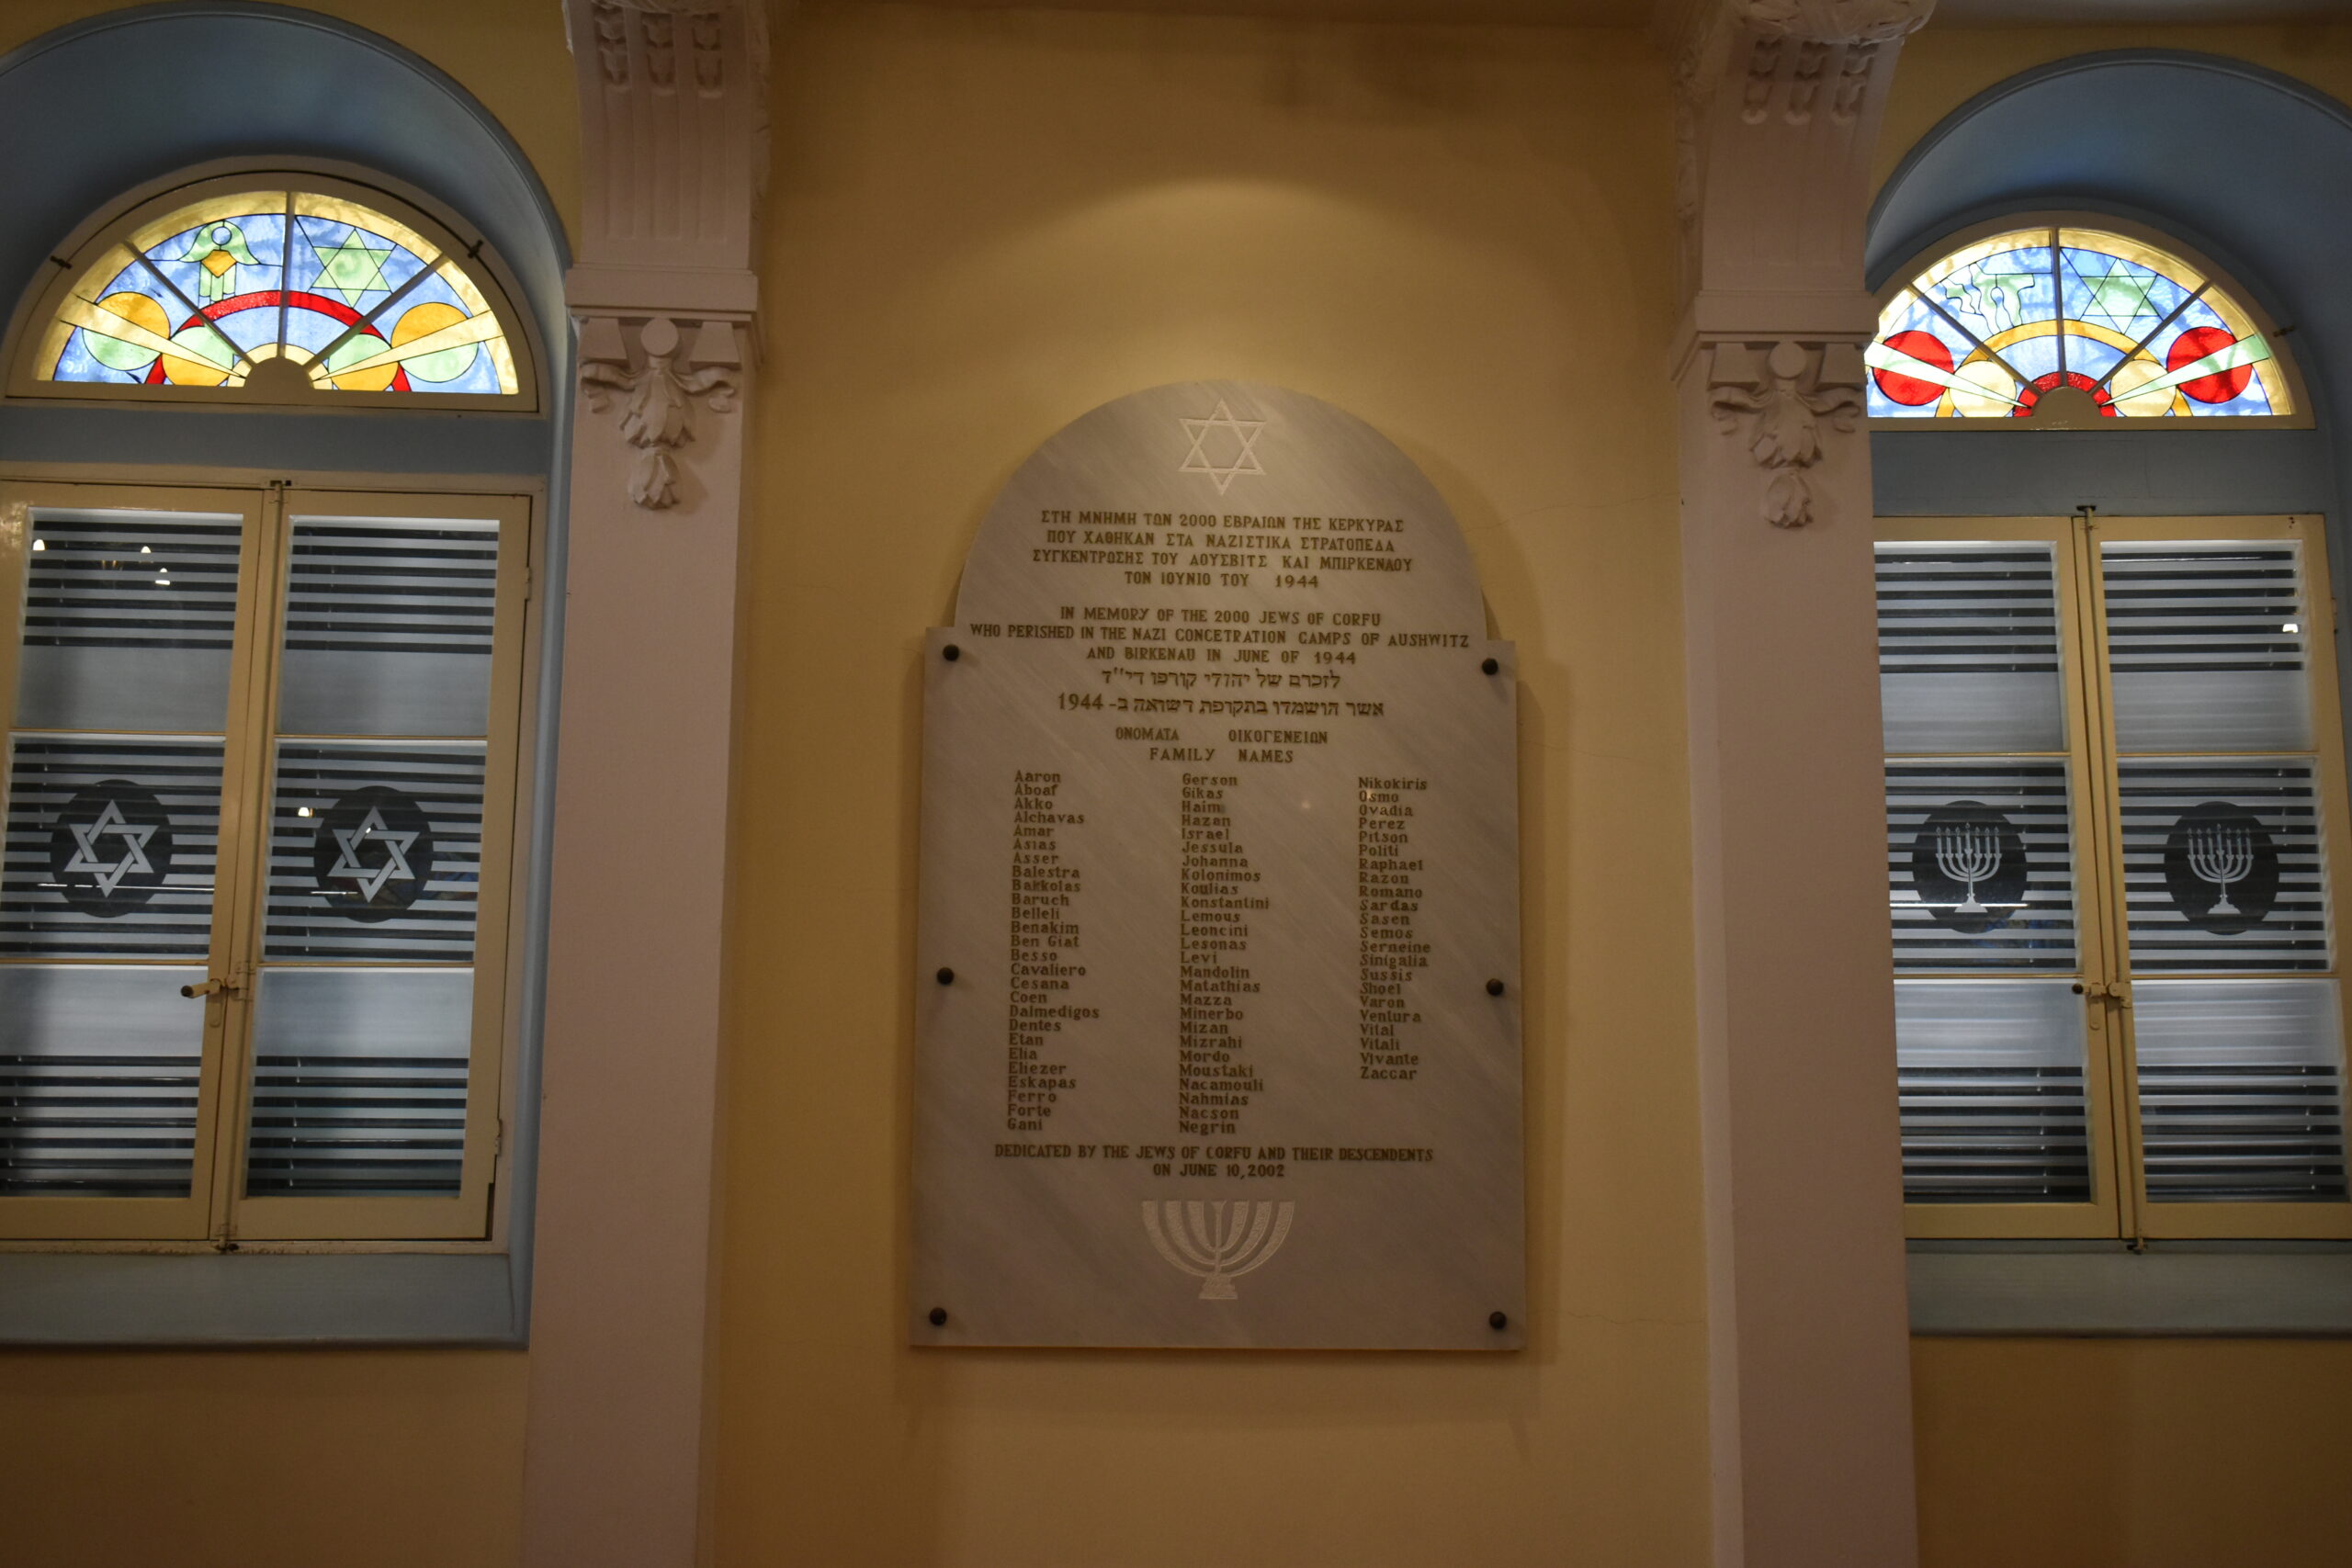 ΣΤΗ ΜΝΗΜΗ ΤΩΝ 2000 ΕΒΡΑΙΩΝ ΤΗΣ ΚΕΡΚΥΡΑΣ
ΠΟΥ ΧΑΘΗΚΑΝ ΣΤΑ ΝΑΖΙΣΤΙΚΑ ΣΤΡΑΤΟΠΕΔΑ
ΣΥΓΚΕΝΤΡΩΣΗΣ ΤΟΥ ΑΟΥΣΒΙΤΣ ΚΑΙ ΜΠΙΡΚΕΝΑΟΥ
ΤΟΝ ΙΟΥΝΙΟ ΤΟΥ 1944
IN MEMORY OF THE 2000 JEWS OF CORFU
WHO PERISHED IN THE NAZI CONCETRATION CAMPS OF AUSHWITZ
AND BIRKENAU IN JUNE OF 1944
לזכרם של יהודי קורפו הי"ד
אשר הושמדו בתקופת השואה ב- 1944
ΟΝΟΜΑΤΑ ΟΙΚΟΓΕΝΕΙΩΝ
FAMILY NAMES
Aaron
Aboaf
Akko
Alchavas
Amar
Asias
Asser
Balestra
Bakkolas
Baruch
Belleli
Benakim
Ben Giat
Besso
Cavaliero
Cesana
Coen
Dalmedigos
Dentes
Etan
Elia
Eliezer
Eskapas
Ferro
Forte
Gani
Gerson
Gikas
Haim
Hazan
Israel
Jessula
Johanna
Kolonimos
Koulias
Konstantini
Lemous
Leoncini
Lesonas
Levi
Mandolin
Matathias
Mazza
Minerbo
Mizan
Mizrahi
Mordo
Moustaki
Nacamouli
Nahmias
Nacson
Negrin
Nikokiris
Osmo
Ovadia
Perez
Pitson
Politi
Raphael
Razon
Romano
Sardas
Sasen
Semos
Serneine
Sinigalia
Sussis
Shoel
Varon
Ventura
Vital
Vitali
Vivante
Zaccar
DEDICATED BY THE JEWS OF CORFU AND THEIR DESCENDENTS
ON JUNE 10, 2002